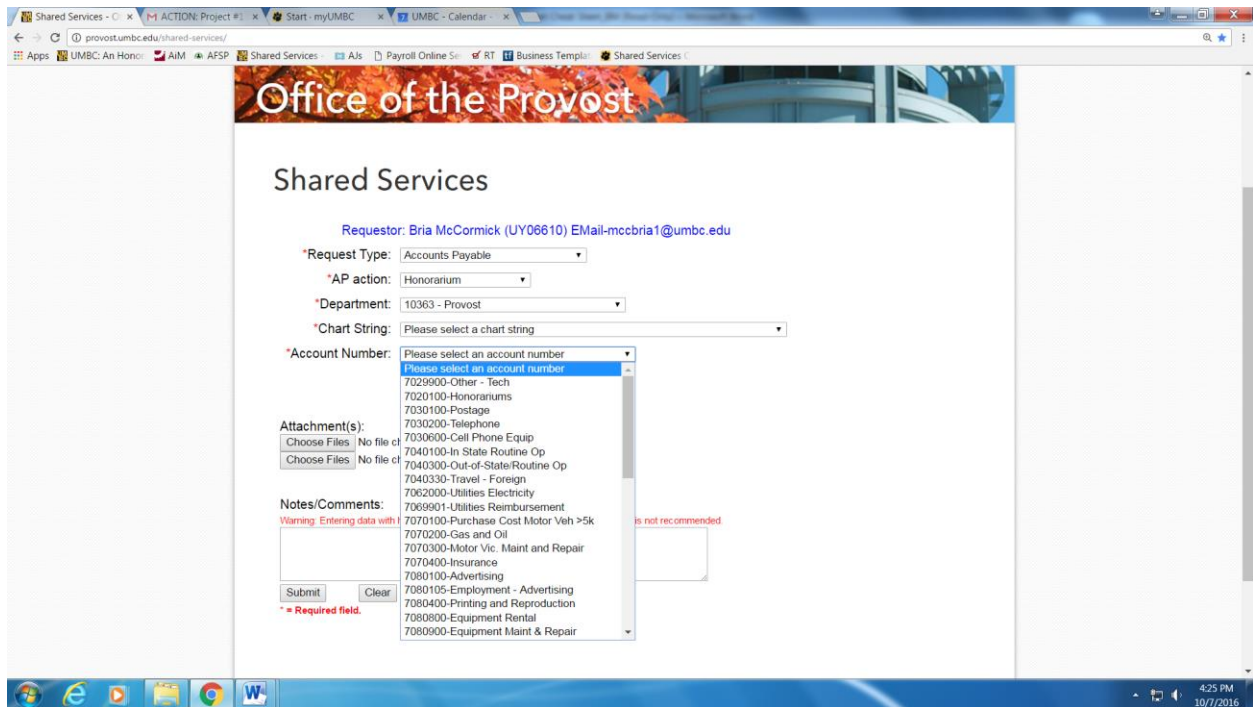 Shared Services - O
M ACTION: Project #1
Start · myUMBC
UMBC - Calendar -
provost.umbc.edu/shared-services/
Apps UMBC: An Honor AiM AFSP Shared Services - AJs Payroll Online Se RT Business Templat Shared Services C
Office of the Provost
Shared Services
Requestor: Bria McCormick (UY06610) EMail-mccbria1@umbc.edu
*Request Type: Accounts Payable
*AP action: Honorarium
*Department: 10363 - Provost
*Chart String: Please select a chart string
*Account Number: Please select an account number
Please select an account number
7029900-Other - Tech
7020100-Honorariums
7030100-Postage
7030200-Telephone
7030600-Cell Phone Equip
7040100-In State Routine Op
7040300-Out-of-State/Routine Op
7040330-Travel - Foreign
7062000-Utilities Electricity
7069901-Utilities Reimbursement
7070100-Purchase Cost Motor Veh >5k
7070200-Gas and Oil
7070300-Motor Vic. Maint and Repair
7070400-Insurance
7080100-Advertising
7080105-Employment - Advertising
7080400-Printing and Reproduction
7080800-Equipment Rental
7080900-Equipment Maint & Repair
Attachment(s):
Choose Files No file ch
Choose Files No file ch
Notes/Comments:
Warning: Entering data with is not recommended.
Submit Clear
* = Required field.
4:25 PM
10/7/2016